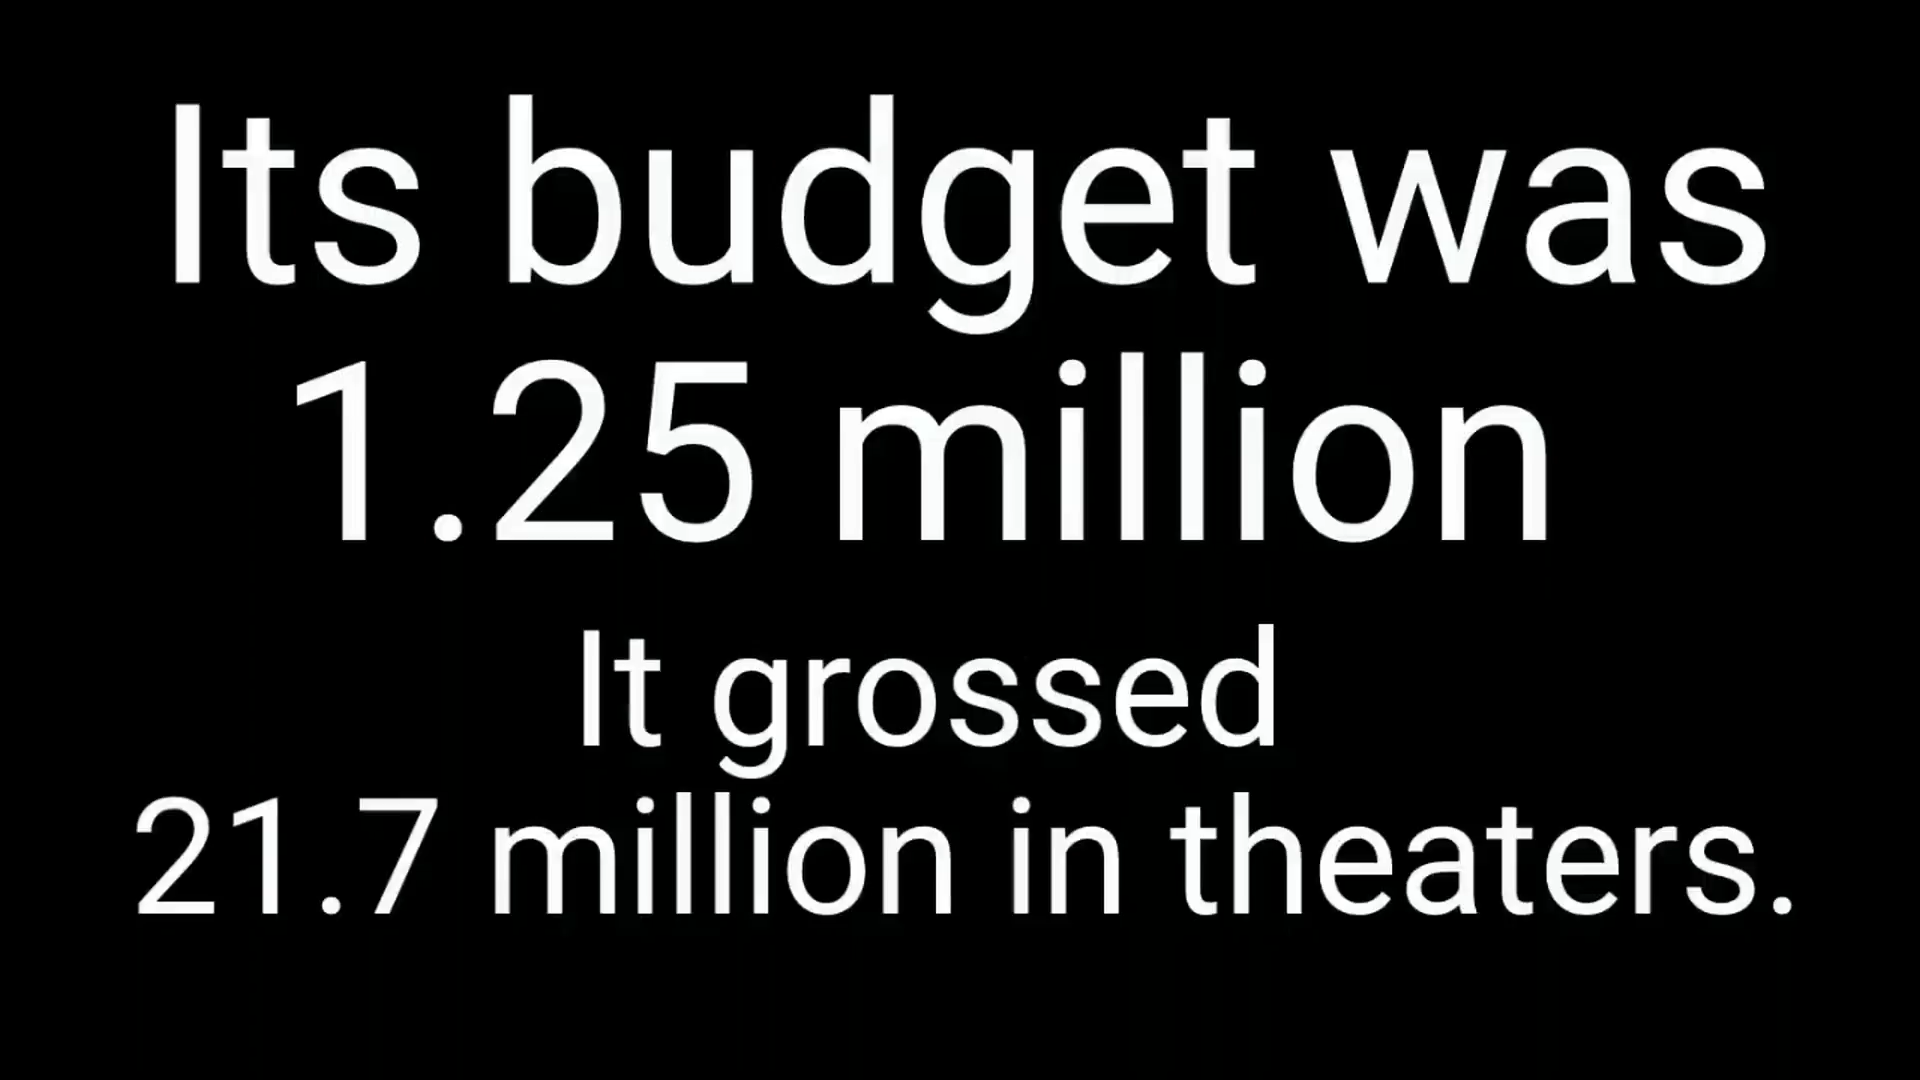 Its budget was
1.25 million
It grossed
21.7 million in theaters.